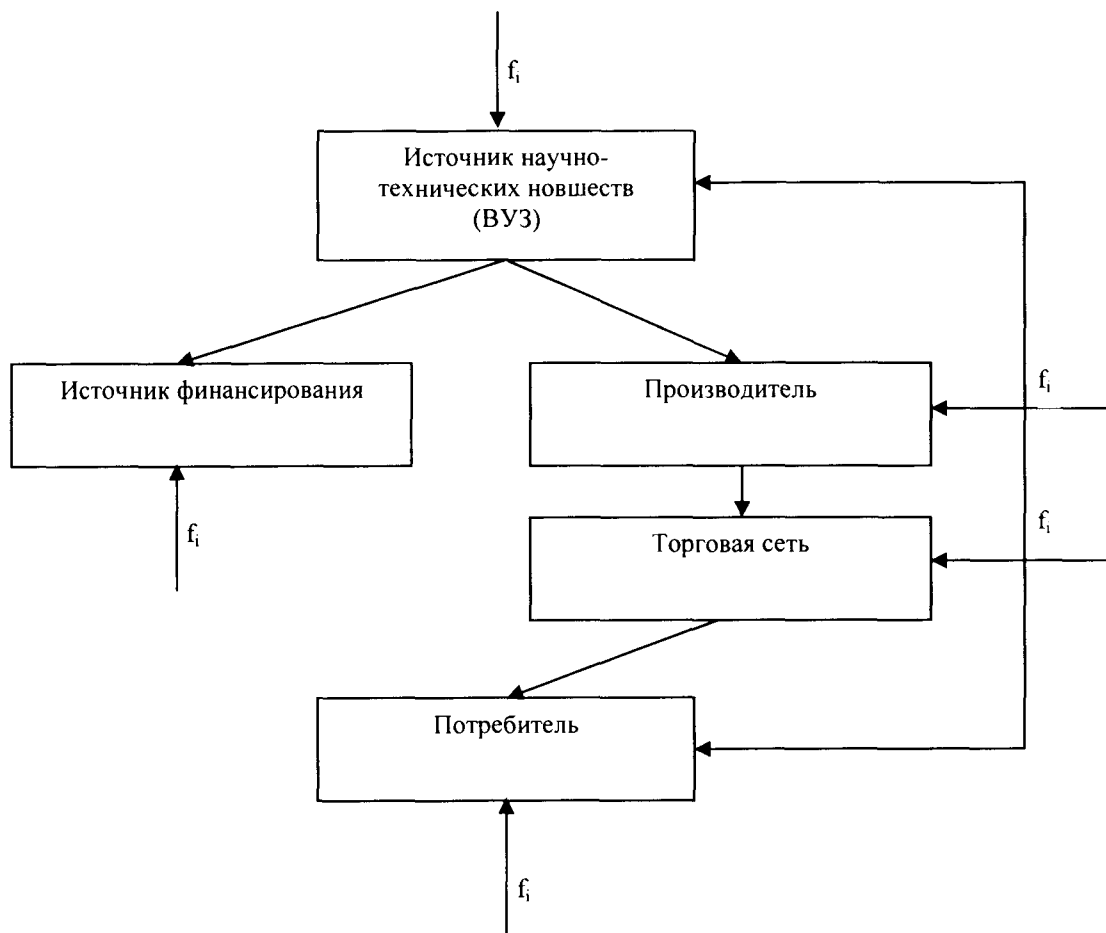 fi
Источник научно-
технических новшеств
(ВУЗ)
Источник финансирования
Производитель
fi
fi
Торговая сеть
fi
Потребитель
fi